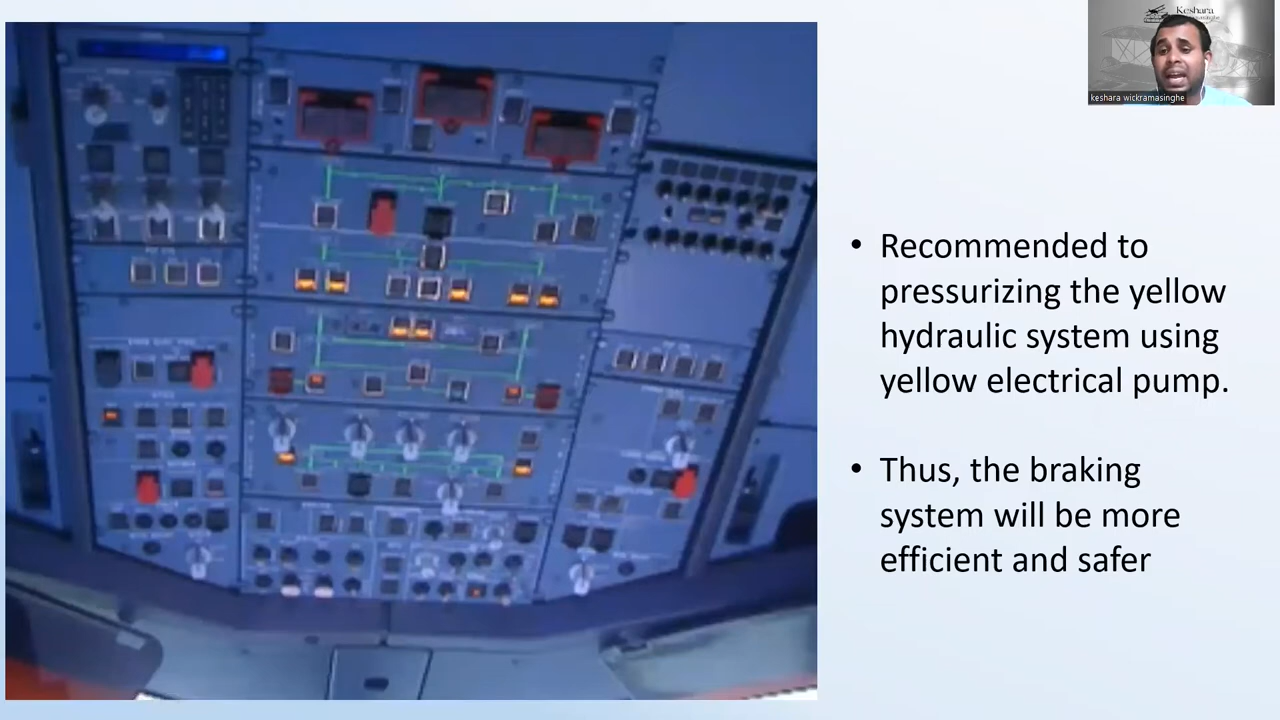 Keshara
keshara wickramasinghe
• Recommended to
pressurizing the yellow
hydraulic system using
yellow electrical pump.
• Thus, the braking
system will be more
efficient and safer